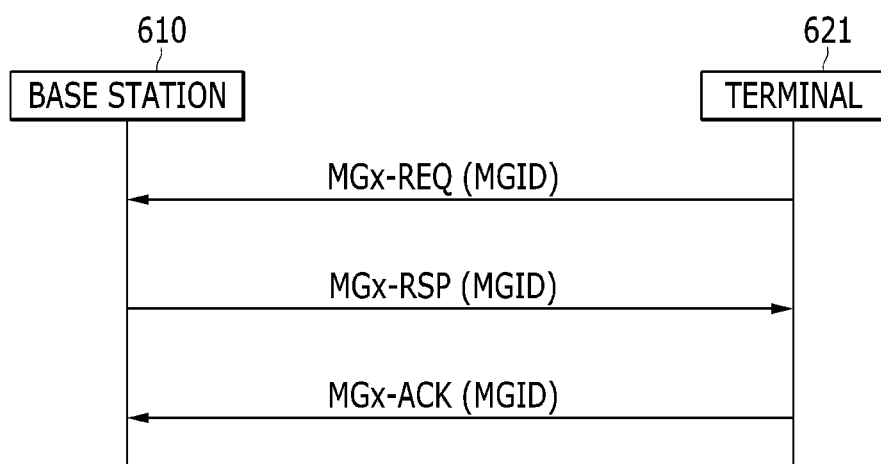 610
621
BASE STATION
TERMINAL
MGx-REQ (MGID)
MGx-RSP (MGID)
MGx-ACK (MGID)